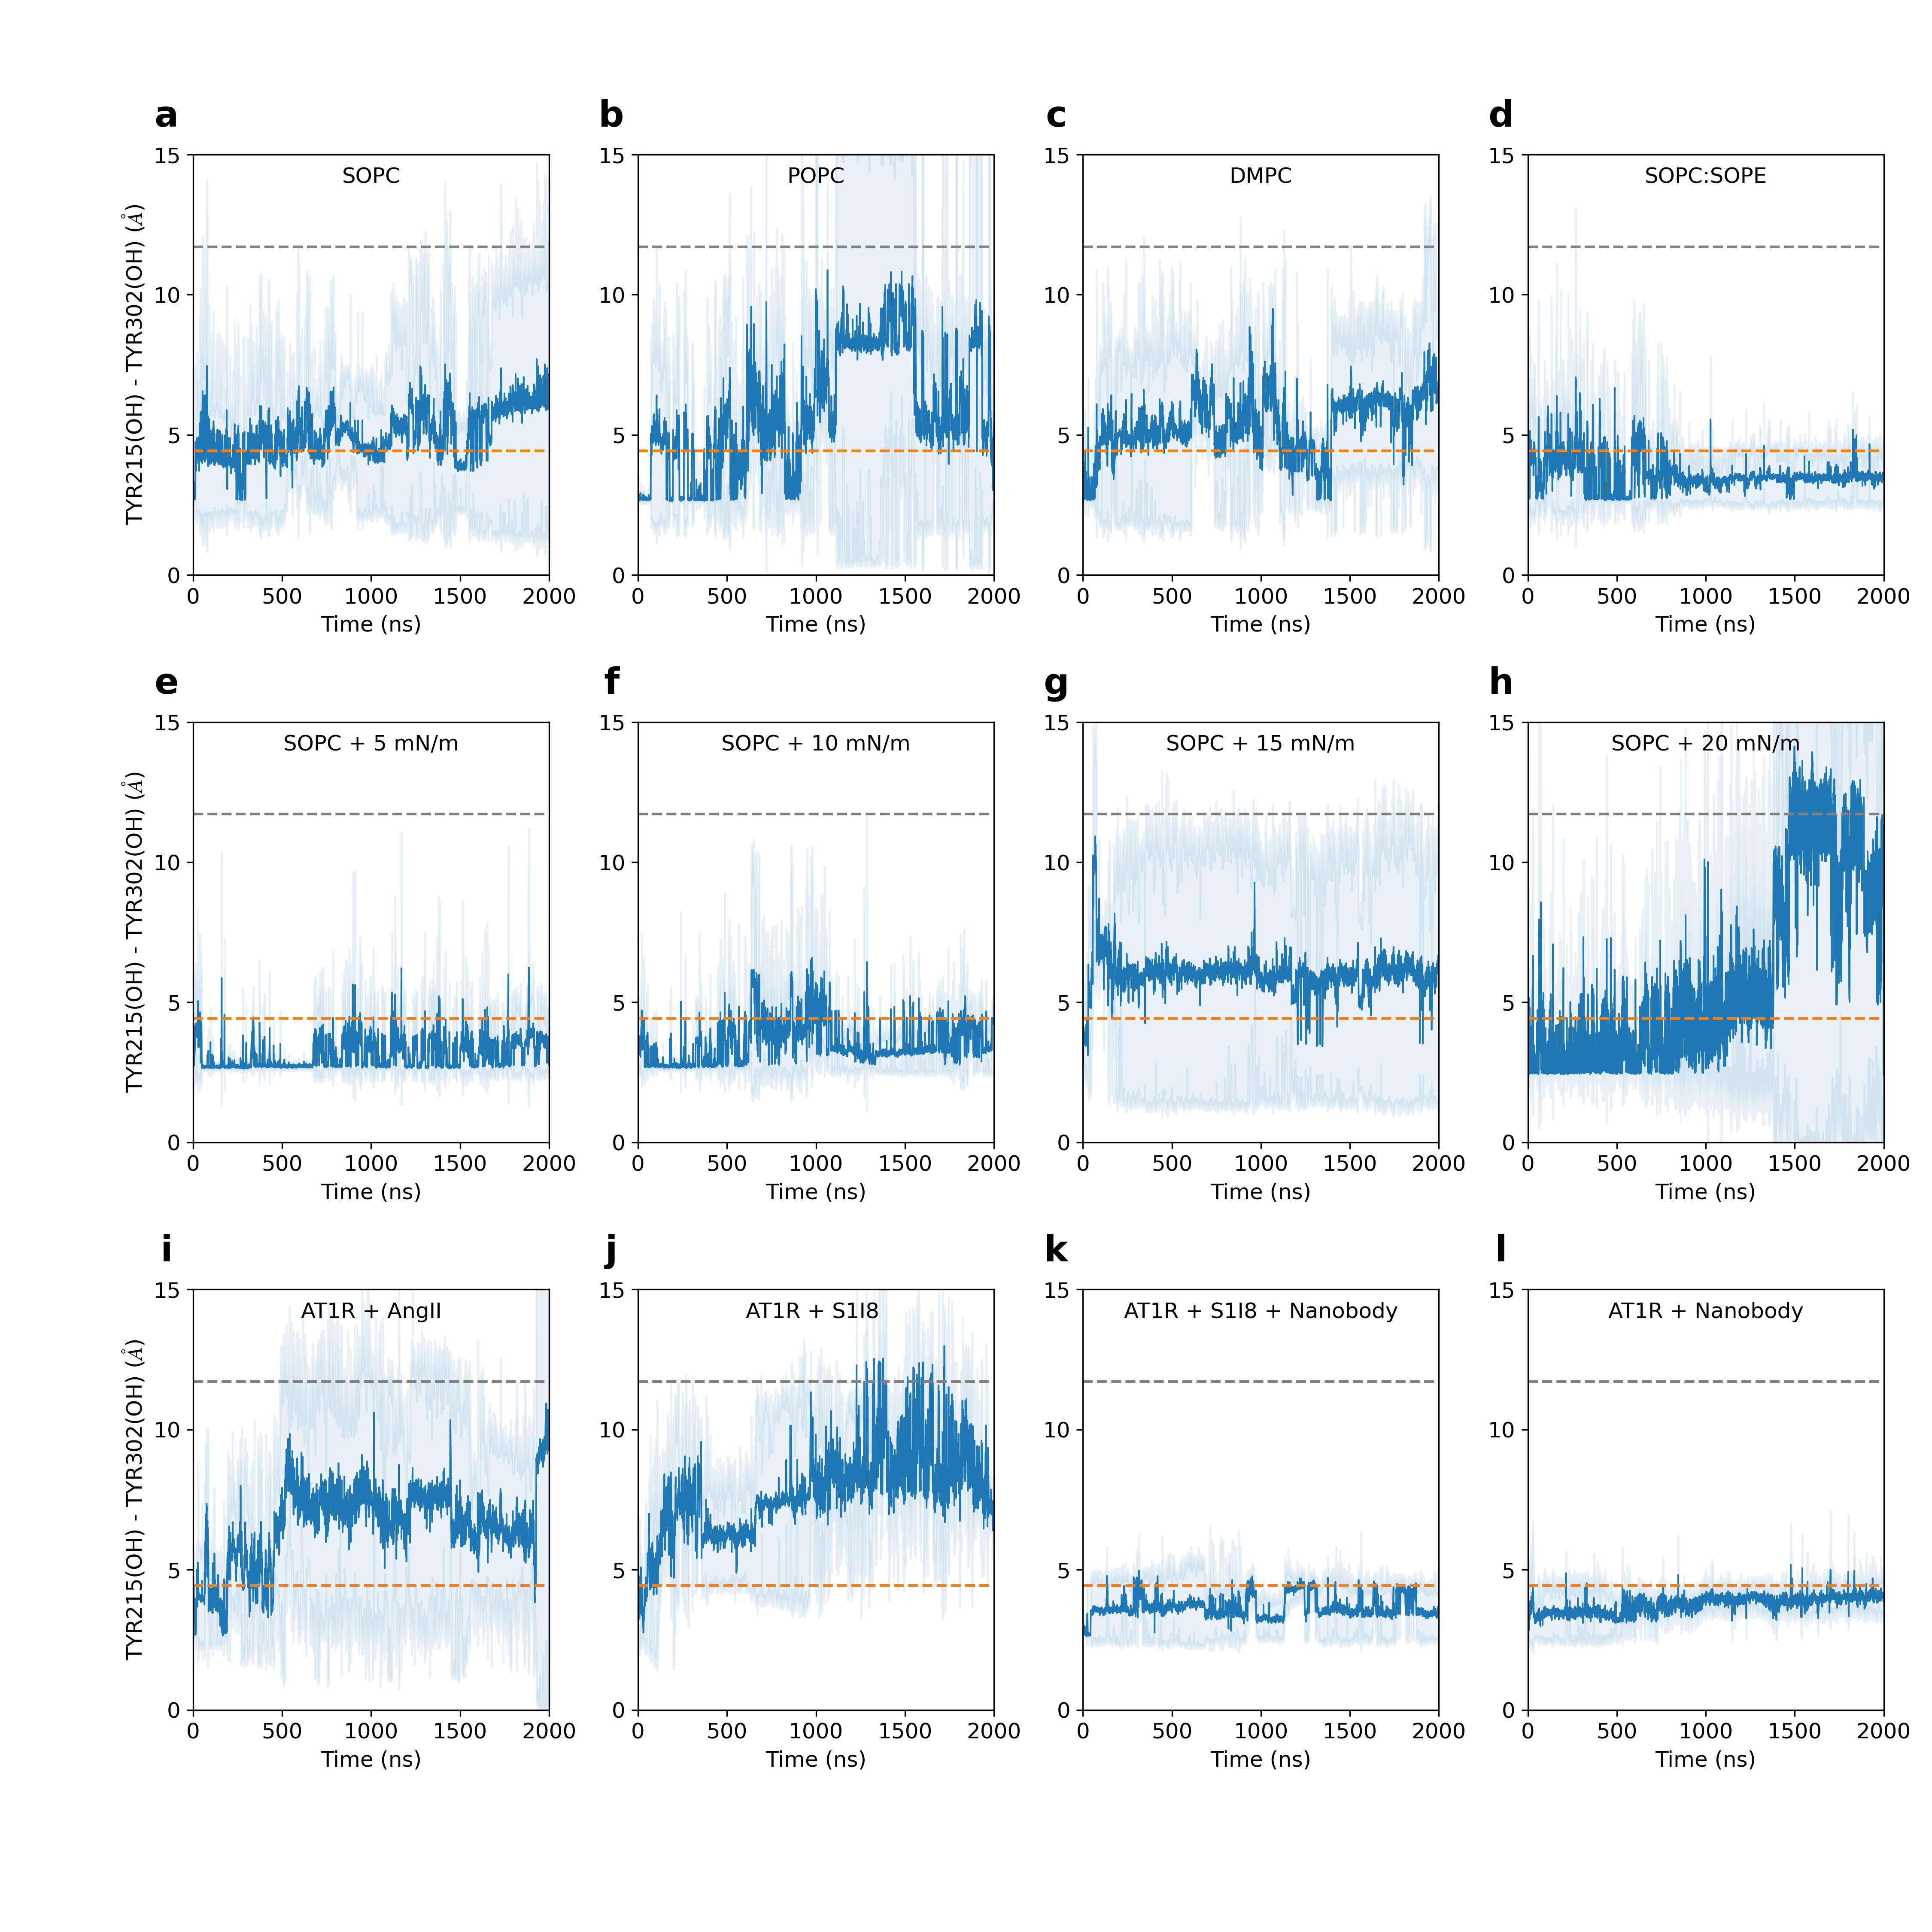 a b c d
SOPC POPC DMPC SOPC:SOPE
TYR215(OH) - TYR302(OH) (Å)
15 15 15 15
10 10 10 10
5 5 5 5
0 0 0 0
0 500 1000 1500 2000 0 500 1000 1500 2000 0 500 1000 1500 2000 0 500 1000 1500 2000
Time (ns) Time (ns) Time (ns) Time (ns)
e f g h
SOPC + 5 mN/m SOPC + 10 mN/m SOPC + 15 mN/m SOPC + 20 mN/m
TYR215(OH) - TYR302(OH) (Å)
15 15 15 15
10 10 10 10
5 5 5 5
0 0 0 0
0 500 1000 1500 2000 0 500 1000 1500 2000 0 500 1000 1500 2000 0 500 1000 1500 2000
Time (ns) Time (ns) Time (ns) Time (ns)
i j k l
AT1R + AngII AT1R + S1I8 AT1R + S1I8 + Nanobody AT1R + Nanobody
TYR215(OH) - TYR302(OH) (Å)
15 15 15 15
10 10 10 10
5 5 5 5
0 0 0 0
0 500 1000 1500 2000 0 500 1000 1500 2000 0 500 1000 1500 2000 0 500 1000 1500 2000
Time (ns) Time (ns) Time (ns) Time (ns)